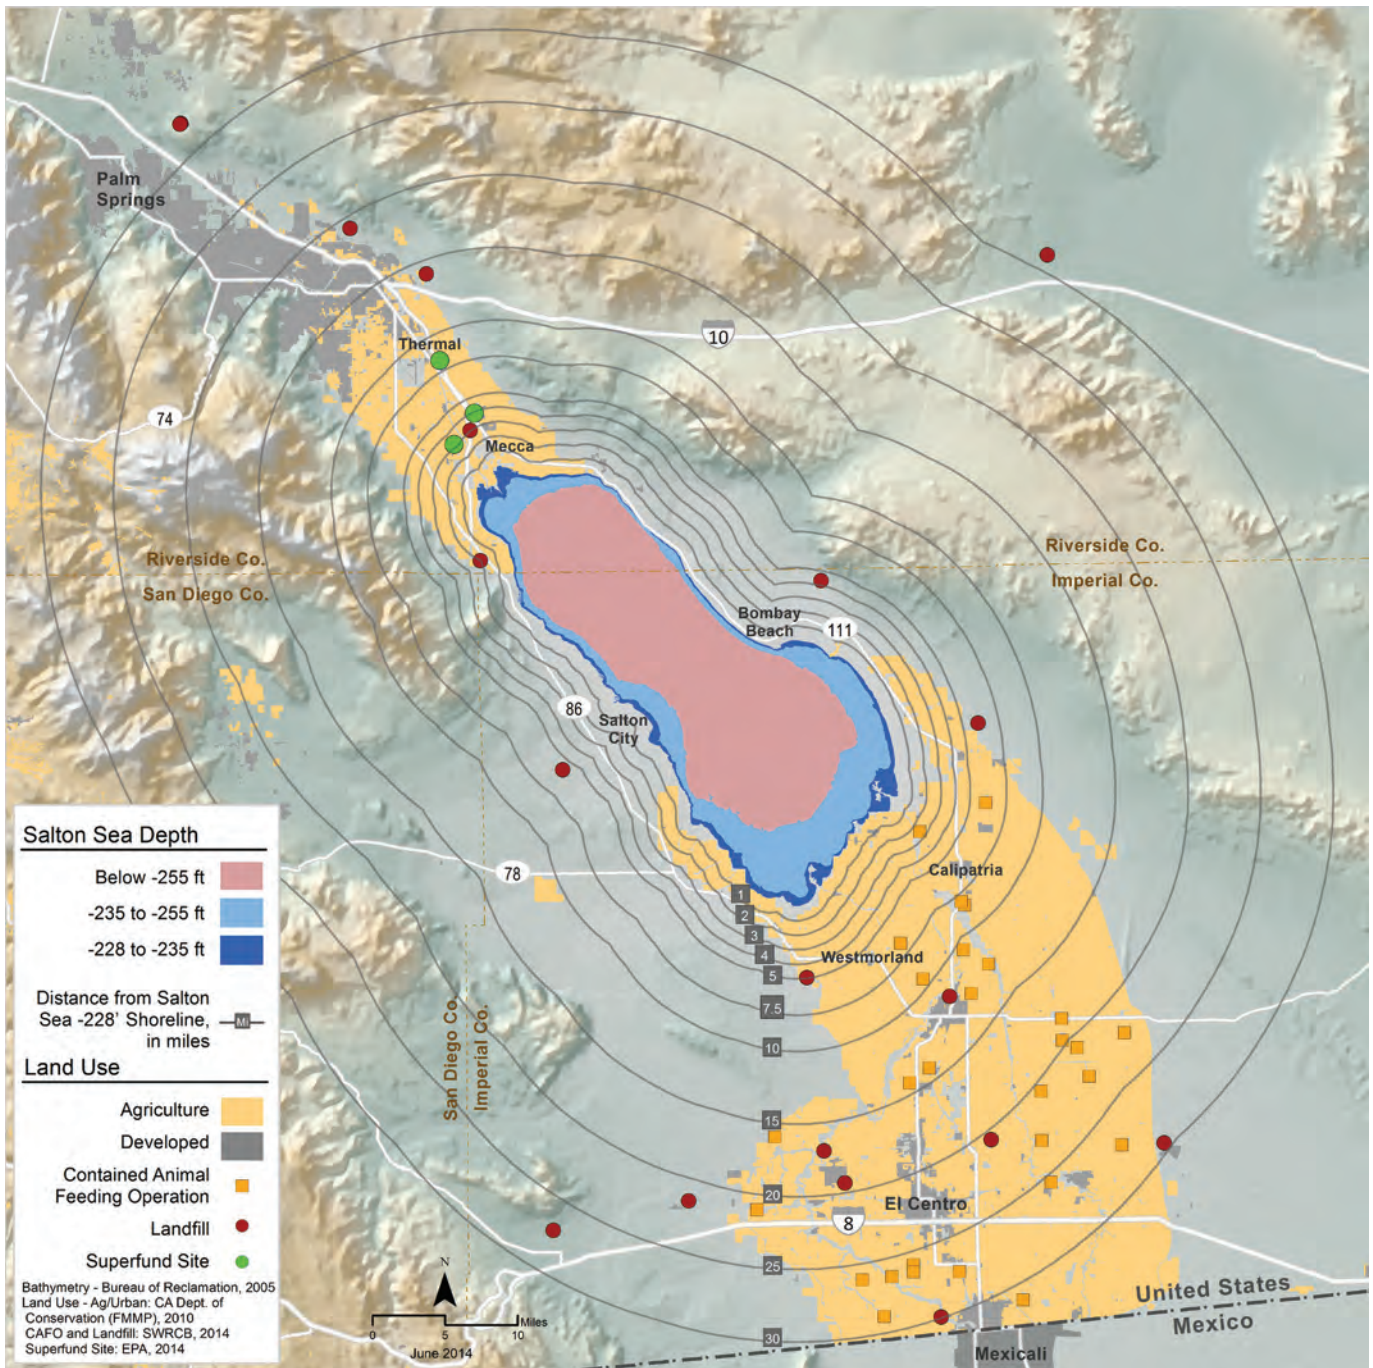 Palm
Springs
Thermal
10
74
Mecca
Riverside Co.
San Diego Co.
Riverside Co.
Imperial Co.
Bombay
Beach
111
86
Salton
City
78
Calipatria
Westmorland
1
2
3
4
5
7.5
10
15
20
25
30
San Diego Co.
Imperial Co.
El Centro
8
United States
Mexico
Mexicali
Salton Sea Depth
Below -255 ft
-235 to -255 ft
-228 to -235 ft
Distance from Salton
Sea -228' Shoreline,
in miles
Mi
Land Use
Agriculture
Developed
Contained Animal
Feeding Operation
Landfill
Superfund Site
Bathymetry - Bureau of Reclamation, 2005
Land Use - Ag/Urban: CA Dept. of
Conservation (FMMP), 2010
CAFO and Landfill: SWRCB, 2014
Superfund Site: EPA, 2014
N
Miles
0 5 10
June 2014